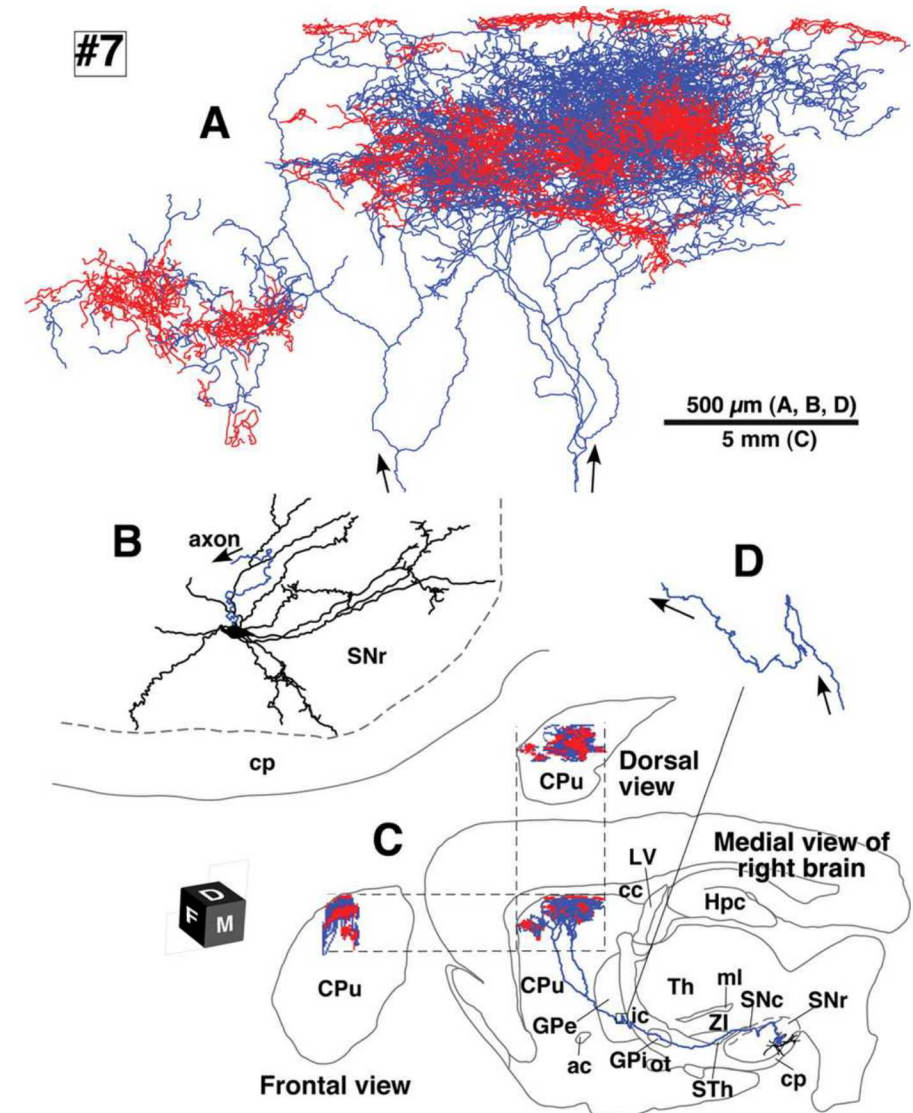 #7
A
500 µm (A, B, D)
5 mm (C)
B
axon
D
SNr
cp
CPu
Dorsal
view
C
Medial view of
right brain
LV
cc
Hpc
D
F
M
CPu
CPu
Th
ml
SNc
SNr
GPe
ic
ZI
ac
GPi
ot
STh
cp
Frontal view